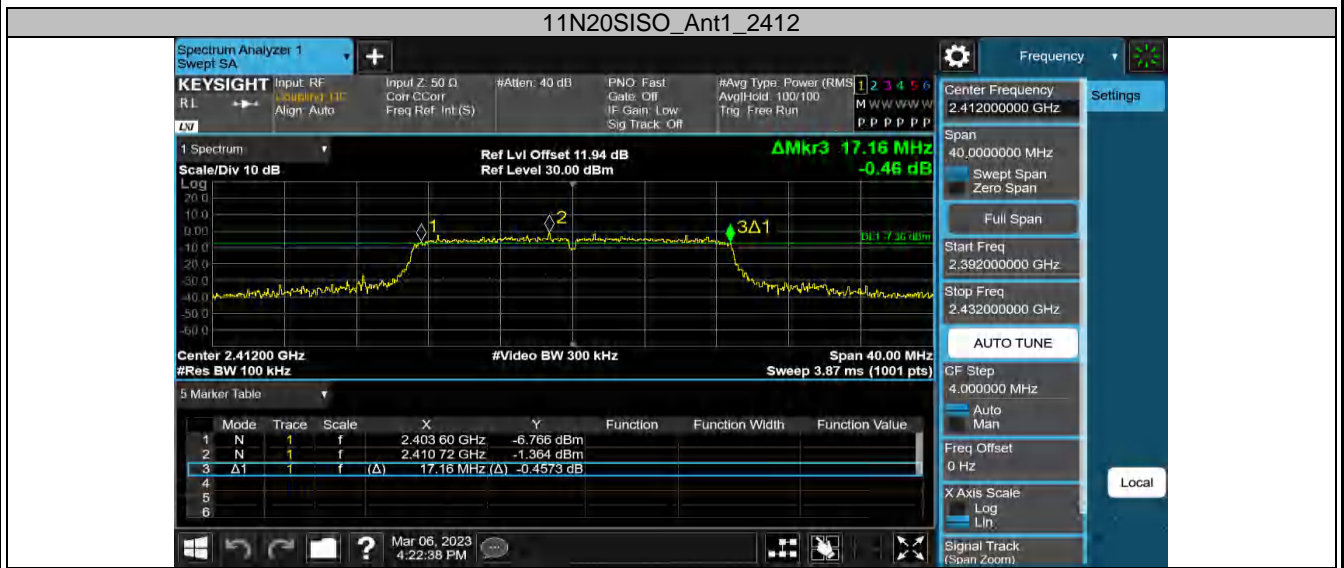 11N20SISO_Ant1_2412
Spectrum Analyzer 1
Swept SA
+
Frequency
KEYSIGHT
RL
LXI
Input: RF
Coupling: DC
Align: Auto
Input Z: 50 Ω
Corr CCorr
Freq Ref: Int (S)
#Atten: 40 dB
PNO: Fast
Gate: Off
IF Gain: Low
Sig Track: Off
#Avg Type: Power (RMS
Avg|Hold: 100/100
Trig: Free Run
1 2 3 4 5 6
M W W W W W
P P P P P P
1 Spectrum
Scale/Div 10 dB
Ref Lvl Offset 11.94 dB
Ref Level 30.00 dBm
ΔMkr3 17.16 MHz
-0.46 dB
Log
20.0
10.0
0.00
-10.0
-20.0
-30.0
-40.0
-50.0
-60.0
1
2
3Δ1
DL1 -7.36 dBm
Center 2.41200 GHz
#Res BW 100 kHz
#Video BW 300 kHz
Span 40.00 MHz
Sweep 3.87 ms (1001 pts)
5 Marker Table
Mode Trace Scale X Y Function Function Width Function Value
1 N 1 f 2.403 60 GHz -6.766 dBm
2 N 1 f 2.410 72 GHz -1.364 dBm
3 Δ1 1 f (Δ) 17.16 MHz (Δ) -0.4573 dB
4
5
6
?
Mar 06, 2023
4:22:38 PM
Center Frequency
2.412000000 GHz
Settings
Span
40.0000000 MHz
Swept Span
Zero Span
Full Span
Start Freq
2.392000000 GHz
Stop Freq
2.432000000 GHz
AUTO TUNE
CF Step
4.000000 MHz
Auto
Man
Freq Offset
0 Hz
X Axis Scale
Log
Lin
Local
Signal Track
(Span Zoom)